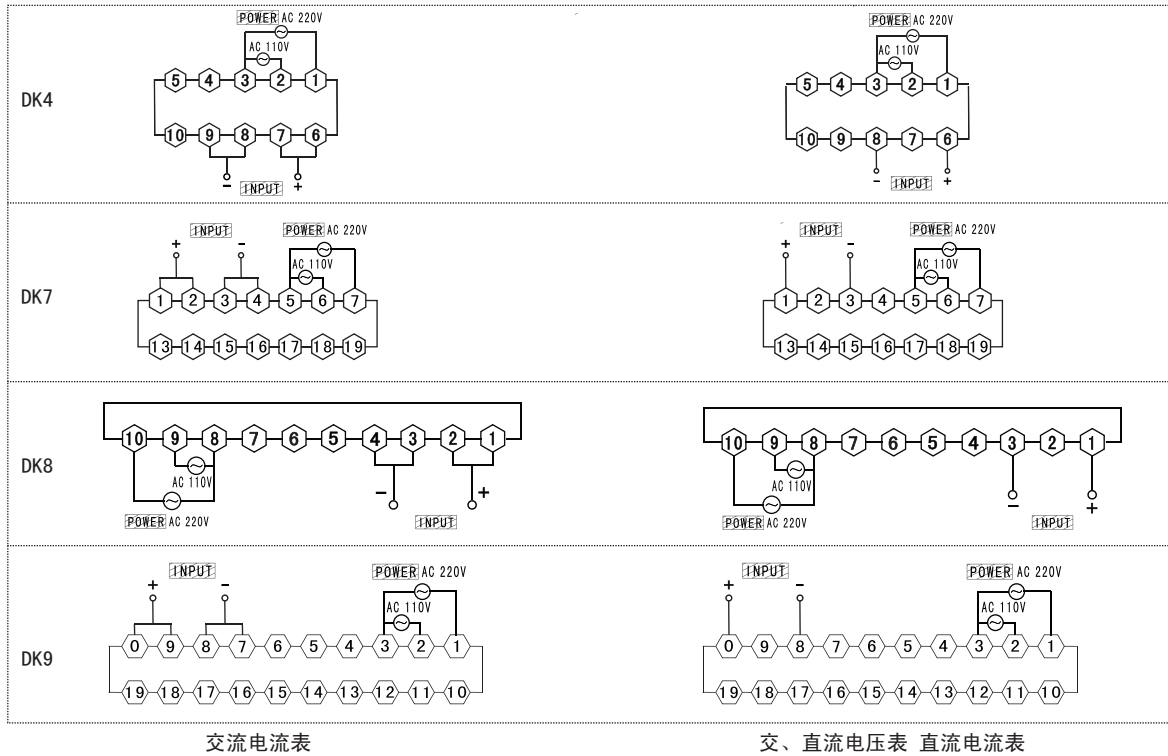 POWER AC 220V
AC 110V
5 4 3 2 1
10 9 8 7 6
- INPUT +
POWER AC 220V
AC 110V
5 4 3 2 1
10 9 8 7 6
- INPUT +
DK4
+ INPUT - POWER AC 220V
AC 110V
1 2 3 4 5 6 7
13 14 15 16 17 18 19
+ INPUT - POWER AC 220V
AC 110V
1 2 3 4 5 6 7
13 14 15 16 17 18 19
DK7
10 9 8 7 6 5 4 3 2 1
AC 110V
- +
POWER AC 220V
INPUT
10 9 8 7 6 5 4 3 2 1
AC 110V
- +
POWER AC 220V
INPUT
DK8
INPUT POWER AC 220V
+ -
AC 110V
0 9 8 7 6 5 4 3 2 1
19 18 17 16 15 14 13 12 11 10
INPUT POWER AC 220V
+ -
AC 110V
0 9 8 7 6 5 4 3 2 1
19 18 17 16 15 14 13 12 11 10
DK9
交流电流表
交、直流电压表 直流电流表